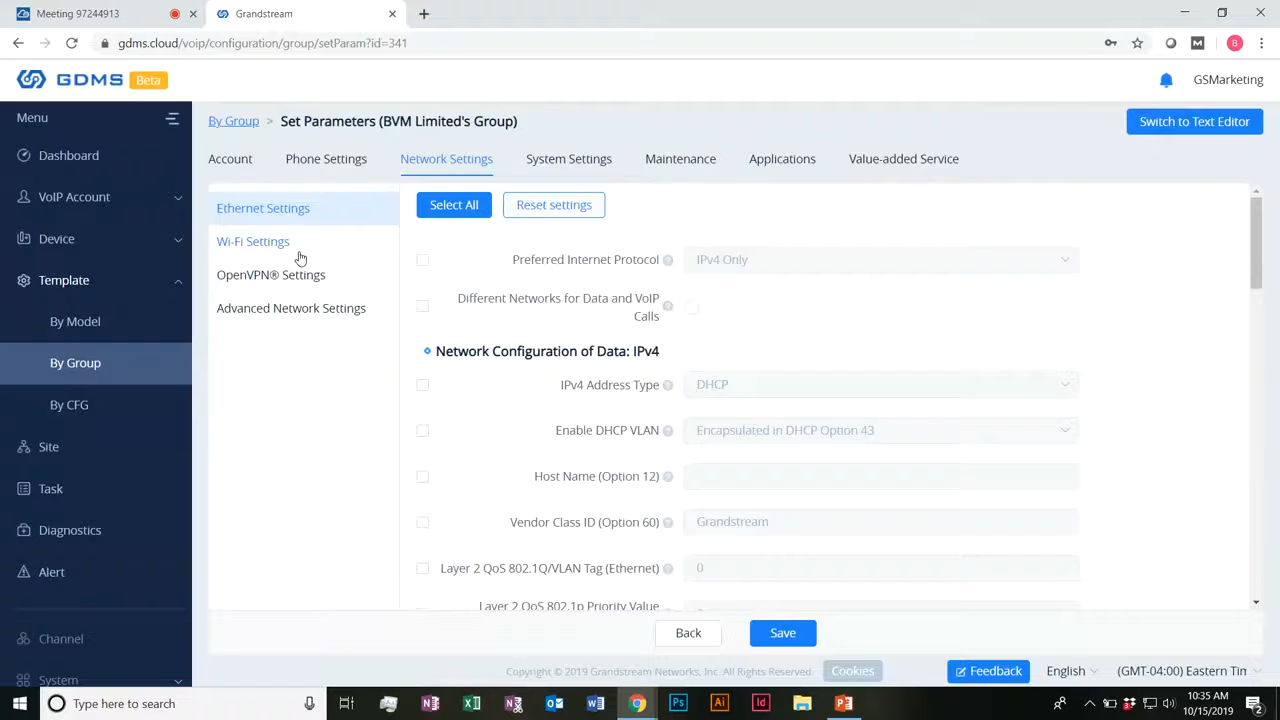 Meeting 97244913
Grandstream
gdms.cloud/voip/configuration/group/setParam?id=341
GDMS Beta
GSMarketing
Menu
By Group > Set Parameters (BVM Limited's Group)
Switch to Text Editor
Dashboard
VoIP Account
Device
Template
By Model
By Group
By CFG
Site
Task
Diagnostics
Alert
Channel
System
Account Phone Settings Network Settings System Settings Maintenance Applications Value-added Service
Ethernet Settings
Wi-Fi Settings
OpenVPN® Settings
Advanced Network Settings
Select All Reset settings
Preferred Internet Protocol IPv4 Only
Different Networks for Data and VoIP
Calls
Network Configuration of Data: IPv4
IPv4 Address Type DHCP
Enable DHCP VLAN Encapsulated in DHCP Option 43
Host Name (Option 12)
Vendor Class ID (Option 60) Grandstream
Layer 2 QoS 802.1Q/VLAN Tag (Ethernet) 0
Layer 2 QoS 802.1p Priority Value
Back Save
Copyright © 2019 Grandstream Networks, Inc. All Rights Reserved. Cookies
Feedback English (GMT-04:00) Eastern Tim
Type here to search
10:35 AM
10/15/2019
2